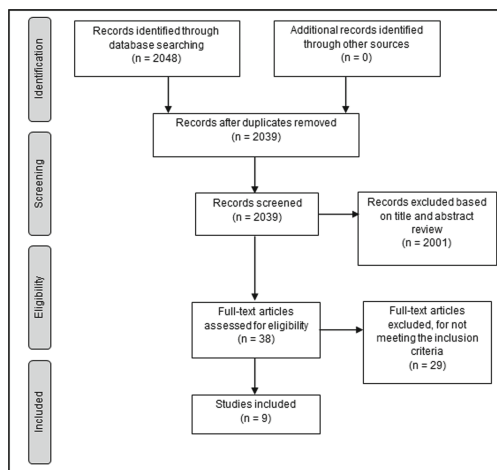 Identification
Records identified through
database searching
(n = 2048)
Additional records identified
through other sources
(n = 0)
Records after duplicates removed
(n = 2039)
Screening
Records screened
(n = 2039)
Records excluded based
on title and abstract
review
(n = 2001)
Eligibility
Full-text articles
assessed for eligibility
(n = 38)
Full-text articles
excluded, for not
meeting the inclusion
criteria
(n = 29)
Included
Studies included
(n = 9)